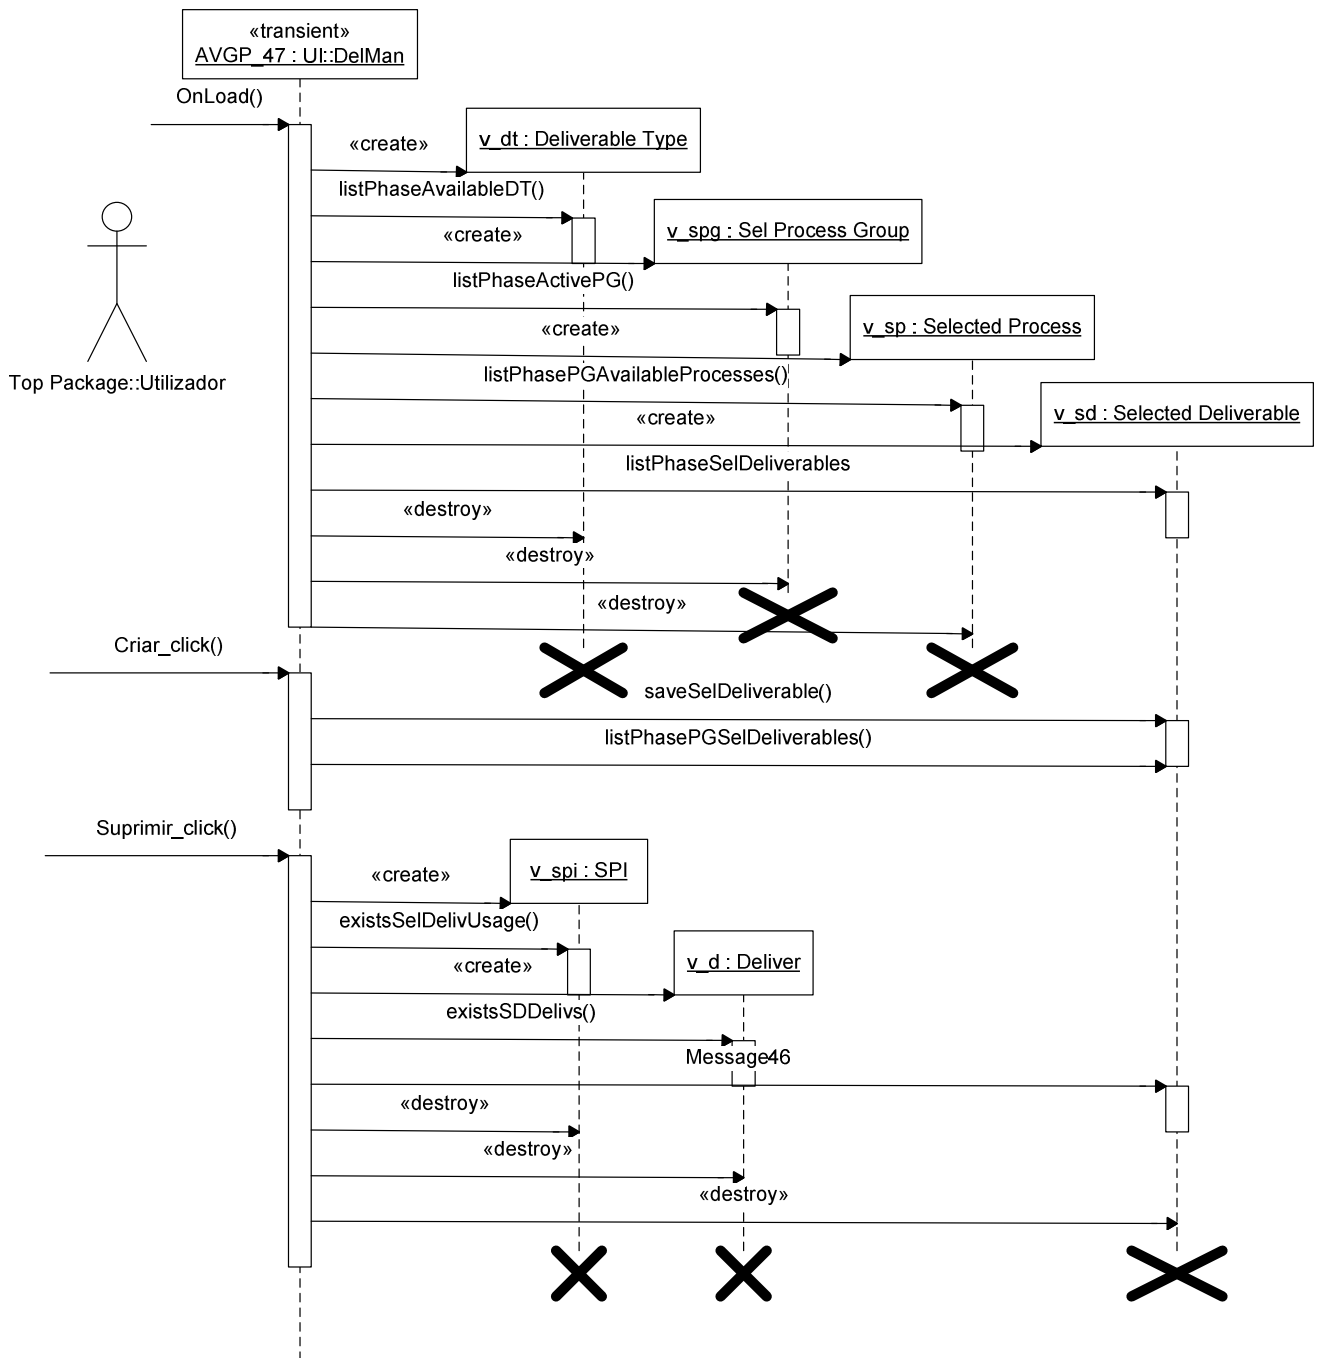 «transient»
AVGP_47 : UI::DelMan
OnLoad()
«create»
v_dt : Deliverable Type
listPhaseAvailableDT()
«create»
v_spg : Sel Process Group
listPhaseActivePG()
«create»
v_sp : Selected Process
Top Package::Utilizador
listPhasePGAvailableProcesses()
«create»
v_sd : Selected Deliverable
listPhaseSelDeliverables
«destroy»
«destroy»
«destroy»
Criar_click()
saveSelDeliverable()
listPhasePGSelDeliverables()
Suprimir_click()
«create»
v_spi : SPI
existsSelDelivUsage()
«create»
v_d : Deliver
existsSDDelivs()
Message46
«destroy»
«destroy»
«destroy»